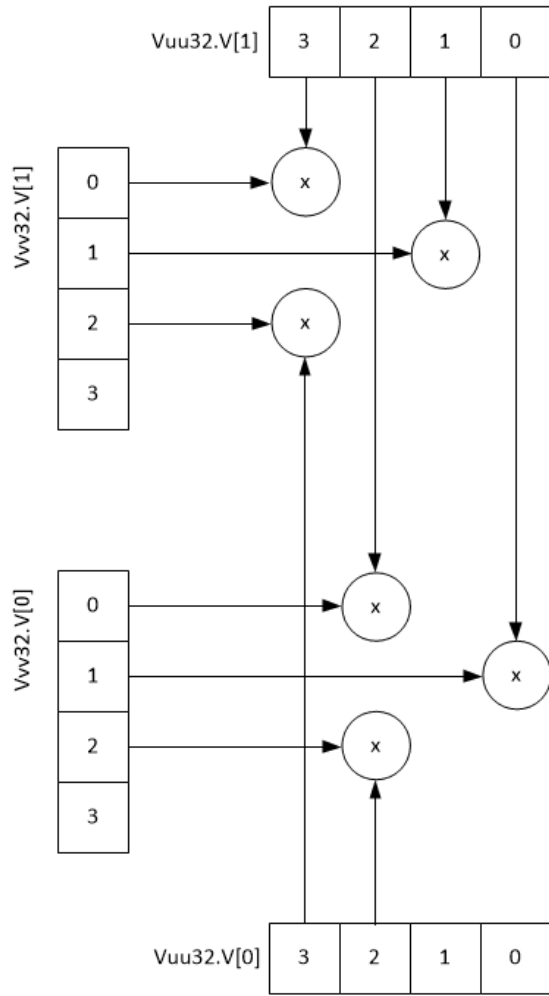 Vuu32.V[1] 3 2 1 0
Vvv32.V[1]
0 x
1 x
2 x
3
Vvv32.V[0]
0 x
1 x
2 x
3
Vuu32.V[0] 3 2 1 0